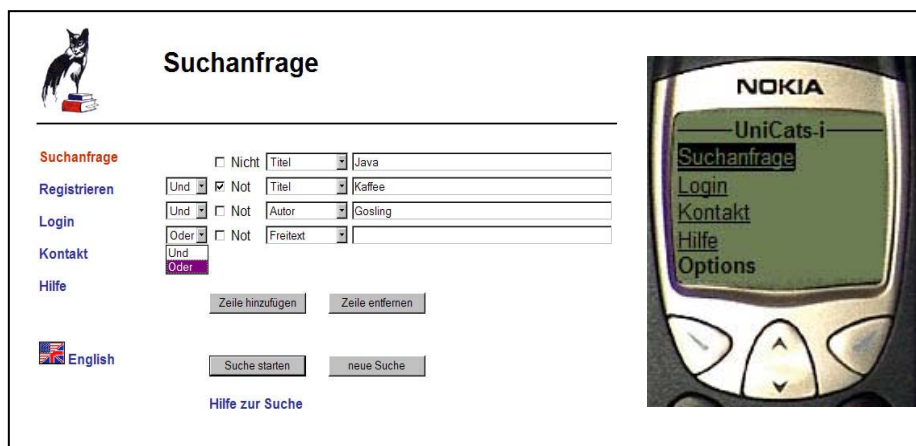 Suchanfrage
Suchanfrage
Registrieren
Login
Kontakt
Hilfe
English
Nicht Titel Java
Und Not Titel Kaffee
Und Not Autor Gosling
Oder Not Freitext
Und
Oder
Zeile hinzufügen Zeile entfernen
Suche starten neue Suche
Hilfe zur Suche
NOKIA
UniCats-i
Suchanfrage
Login
Kontakt
Hilfe
Options